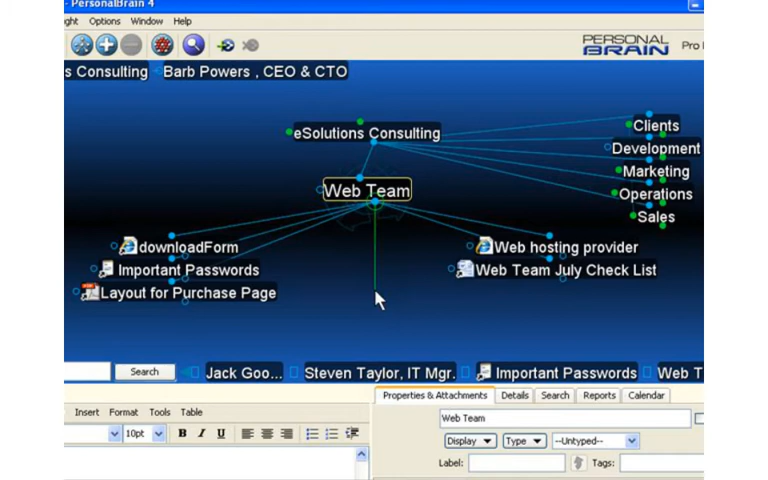 PersonalBrain 4
ght Options Window Help
PERSONAL BRAIN Pro
s Consulting Barb Powers , CEO & CTO
eSolutions Consulting
Clients
Development
Marketing
Operations
Sales
Web Team
downloadForm
Important Passwords
Layout for Purchase Page
Web hosting provider
Web Team July Check List
Search Jack Goo... Steven Taylor, IT Mgr. Important Passwords Web T
Properties & Attachments Details Search Reports Calendar
Insert Format Tools Table
Web Team
10pt B I U
Display Type --Untyped--
Label: Tags: